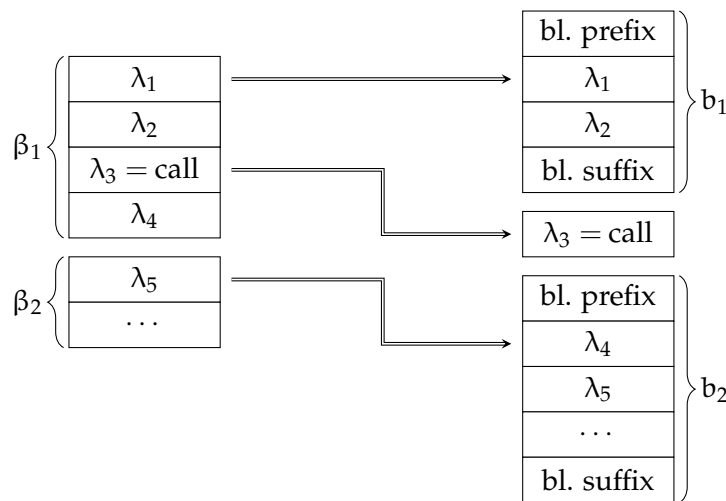 β₁
λ₁
λ₂
λ₃ = call
λ₄
β₂
λ₅
···
bl. prefix
λ₁
λ₂
bl. suffix
b₁
λ₃ = call
bl. prefix
λ₄
λ₅
···
bl. suffix
b₂